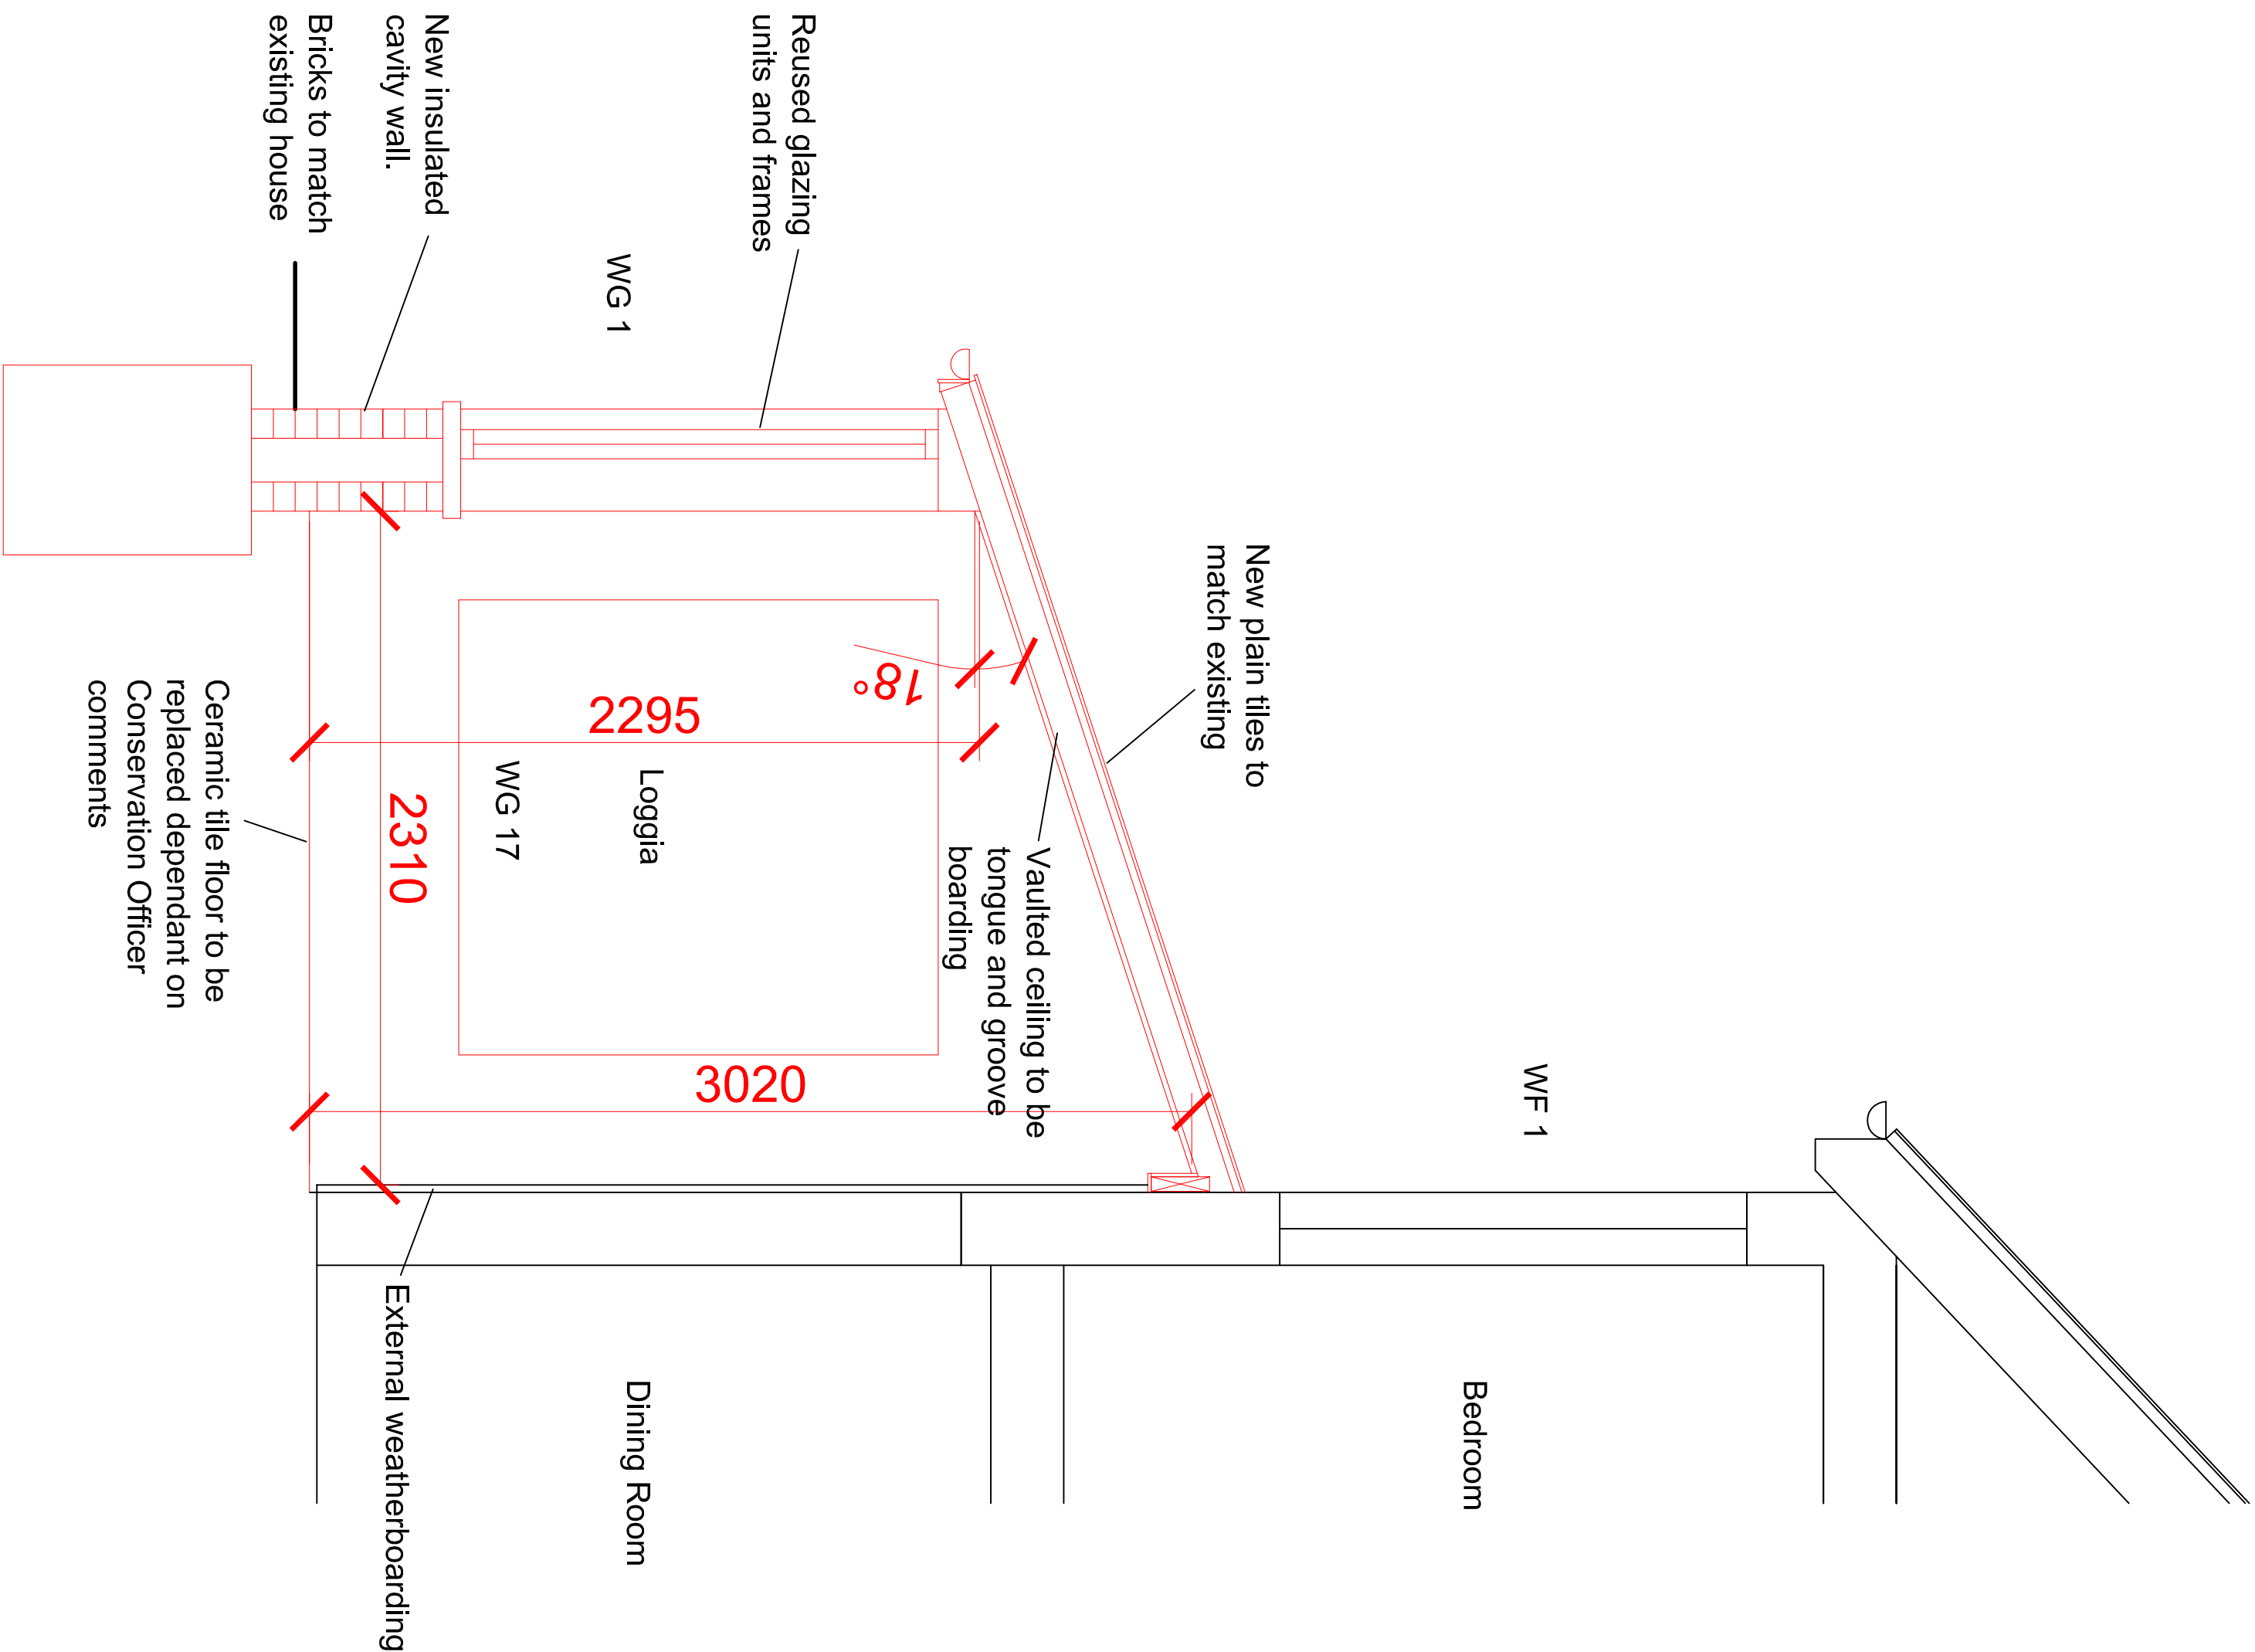 WF 1
Bedroom
New plain tiles to
match existing
Vaulted ceiling to be
tongue and groove
boarding
Reused glazing
units and frames
WG 1
18°
2295
3020
Loggia
WG 17
Dining Room
2310
New insulated
cavity wall.
Bricks to match
existing house
External weatherboarding
Ceramic tile floor to be
replaced dependant on
Conservation Officer
comments